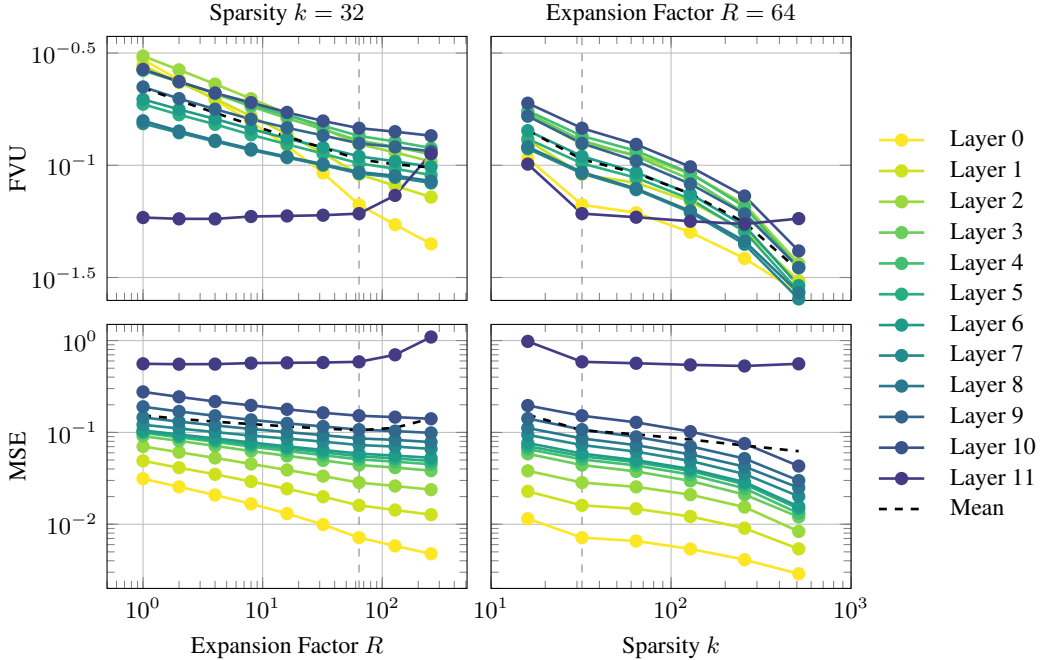 Sparsity k = 32
Expansion Factor R = 64
10^−0.5
10^−1
10^−1.5
FVU
10^0
10^−1
10^−2
MSE
10^0 10^1 10^2 10^3
Expansion Factor R
10^1 10^2 10^3
Sparsity k
Layer 0
Layer 1
Layer 2
Layer 3
Layer 4
Layer 5
Layer 6
Layer 7
Layer 8
Layer 9
Layer 10
Layer 11
Mean